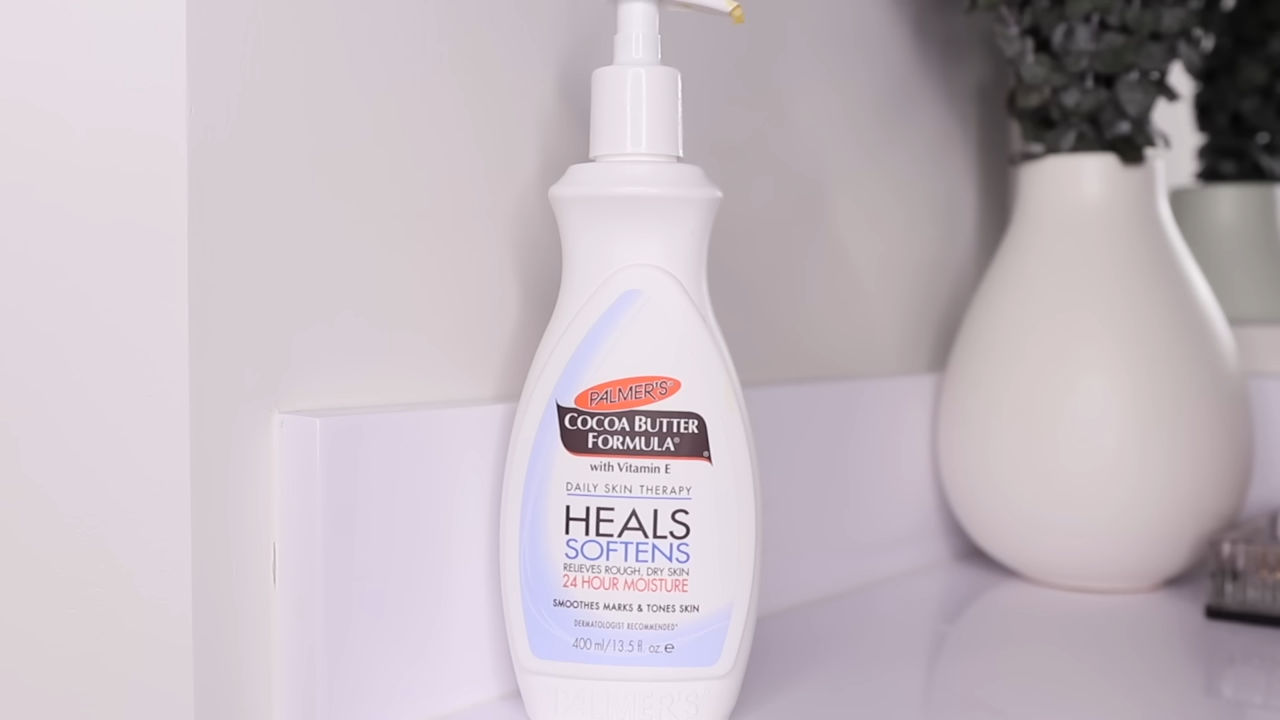 PALMER'S®
COCOA BUTTER
FORMULA®
with Vitamin E
DAILY SKIN THERAPY
HEALS
SOFTENS
RELIEVES ROUGH, DRY SKIN
24 HOUR MOISTURE
SMOOTHES MARKS & TONES SKIN
DERMATOLOGIST RECOMMENDED*
400 ml/13.5 fl. oz. e
PALMER'S